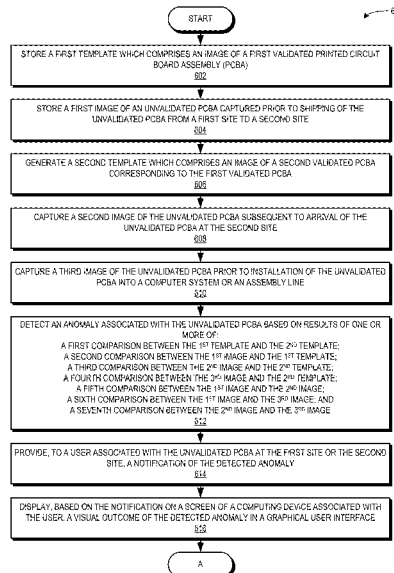 START
6
STORE A FIRST TEMPLATE WHICH COMPRISES AN IMAGE OF A FIRST VALIDATED PRINTED CIRCUIT
BOARD ASSEMBLY (PCBA)
602
STORE A FIRST IMAGE OF AN UNVALIDATED PCBA CAPTURED PRIOR TO SHIPPING OF THE
UNVALIDATED PCBA FROM A FIRST SITE TO A SECOND SITE
604
GENERATE A SECOND TEMPLATE WHICH COMPRISES AN IMAGE OF A SECOND VALIDATED PCBA
CORRESPONDING TO THE FIRST VALIDATED PCBA
606
CAPTURE A SECOND IMAGE OF THE UNVALIDATED PCBA SUBSEQUENT TO ARRIVAL OF THE
UNVALIDATED PCBA AT THE SECOND SITE
608
CAPTURE A THIRD IMAGE OF THE UNVALIDATED PCBA PRIOR TO INSTALLATION OF THE UNVALIDATED
PCBA INTO A COMPUTER SYSTEM OR AN ASSEMBLY LINE
610
DETECT AN ANOMALY ASSOCIATED WITH THE UNVALIDATED PCBA BASED ON RESULTS OF ONE OR
MORE OF:
A FIRST COMPARISON BETWEEN THE 1ST TEMPLATE AND THE 2ND TEMPLATE;
A SECOND COMPARISON BETWEEN THE 1ST IMAGE AND THE 1ST TEMPLATE;
A THIRD COMPARISON BETWEEN THE 2ND IMAGE AND THE 2ND TEMPLATE;
A FOURTH COMPARISON BETWEEN THE 3RD IMAGE AND THE 2ND TEMPLATE;
A FIFTH COMPARISON BETWEEN THE 1ST IMAGE AND THE 2ND IMAGE;
A SIXTH COMPARISON BETWEEN THE 1ST IMAGE AND THE 3RD IMAGE; AND
A SEVENTH COMPARISON BETWEEN THE 2ND IMAGE AND THE 3RD IMAGE
612
PROVIDE, TO A USER ASSOCIATED WITH THE UNVALIDATED PCBA AT THE FIRST SITE OR THE SECOND
SITE, A NOTIFICATION OF THE DETECTED ANOMALY
614
DISPLAY, BASED ON THE NOTIFICATION ON A SCREEN OF A COMPUTING DEVICE ASSOCIATED WITH
THE USER, A VISUAL OUTCOME OF THE DETECTED ANOMALY IN A GRAPHICAL USER INTERFACE
616
A